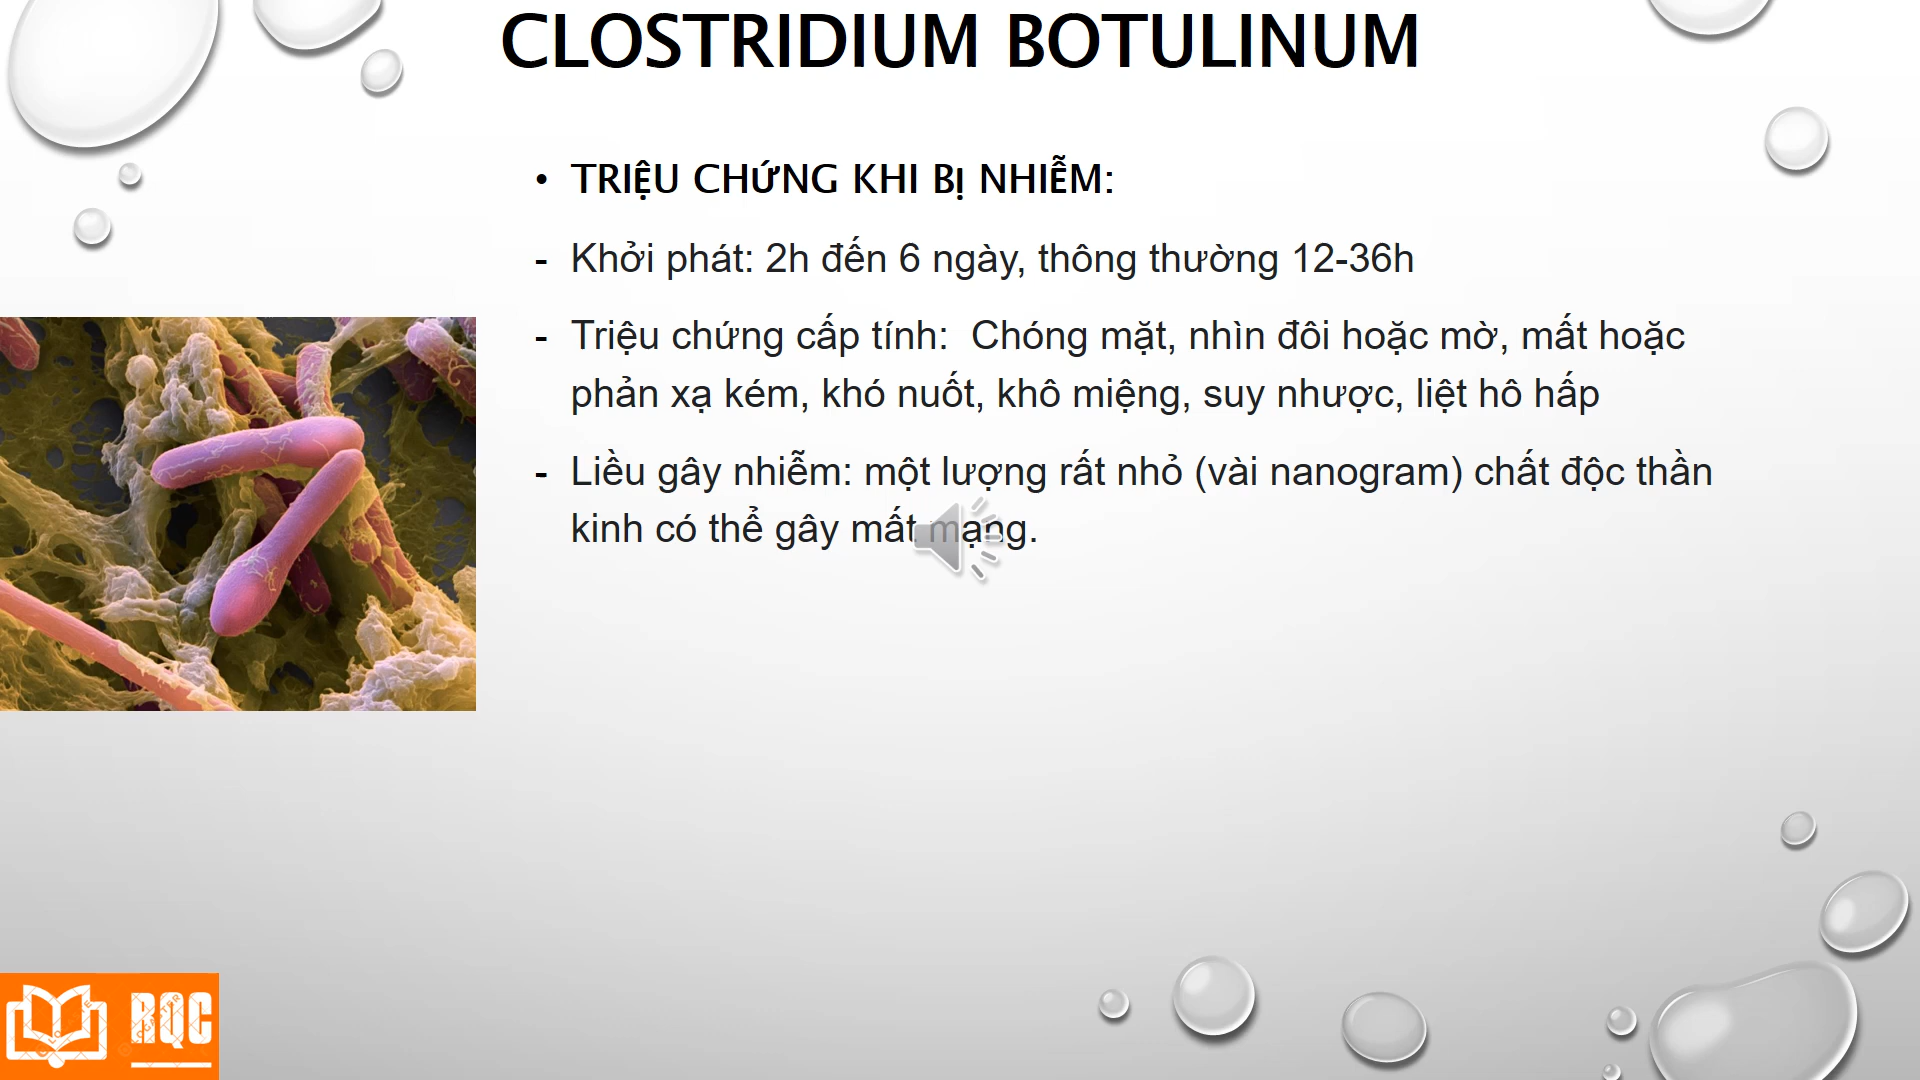 CLOSTRIDIUM BOTULINUM
• TRIỆU CHỨNG KHI BỊ NHIỄM:
- Khởi phát: 2h đến 6 ngày, thông thường 12-36h
- Triệu chứng cấp tính:  Chóng mặt, nhìn đôi hoặc mờ, mất hoặc
phản xạ kém, khó nuốt, khô miệng, suy nhược, liệt hô hấp
- Liều gây nhiễm: một lượng rất nhỏ (vài nanogram) chất độc thần
kinh có thể gây mất mạng.
RQC